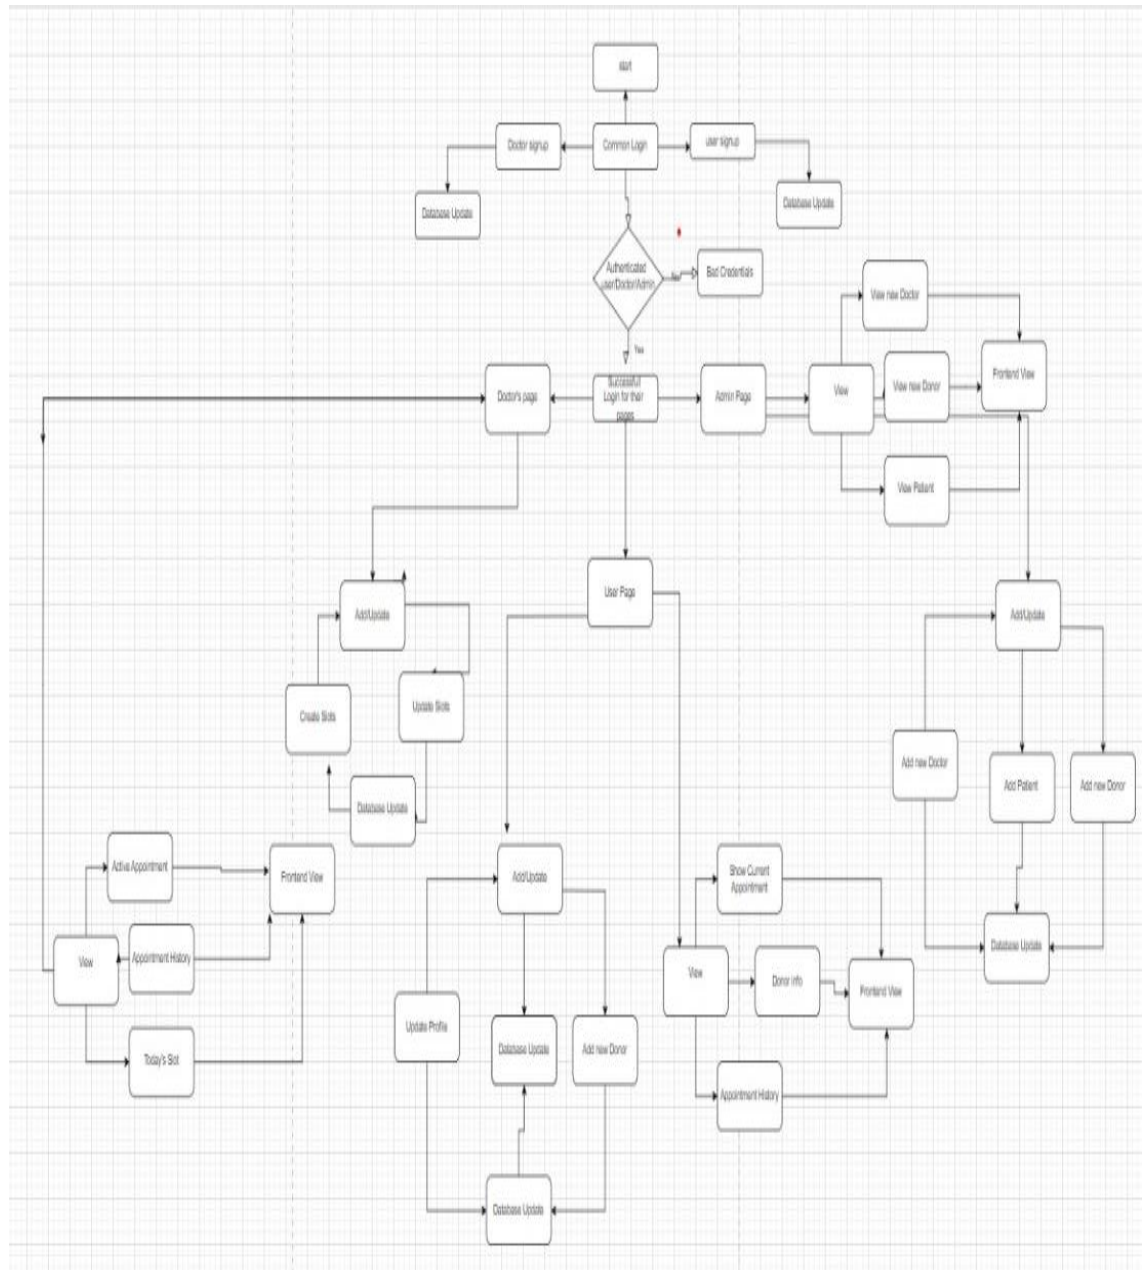 start
Doctor signup
Common Login
user signup
Database Update
Database Update
Authenticated
user/Doctor/Admin
No
Bad Credentials
Yes
View new Doctor
Doctor's page
Successful
Login for their
pages
Admin Page
View
View new Donor
Frontend View
View Patient
User Page
Add/Update
Add/Update
Create Slots
Update Slots
Database Update
Add new Doctor
Add Patient
Add new Donor
Active Appointment
Frontend View
Add/Update
Show Current
Appointment
View
Appointment History
Database Update
View
Donor Info
Frontend View
Today's Slot
Update Profile
Database Update
Add new Donor
Appointment History
Database Update